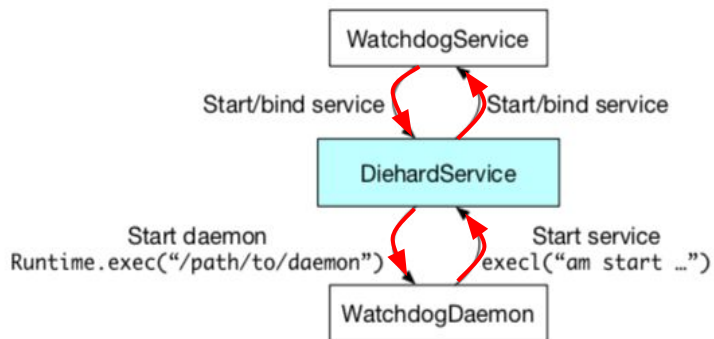 WatchdogService
Start/bind service
Start/bind service
DiehardService
Start daemon
Runtime.exec(“/path/to/daemon”)
Start service
execl(“am start …”)
WatchdogDaemon